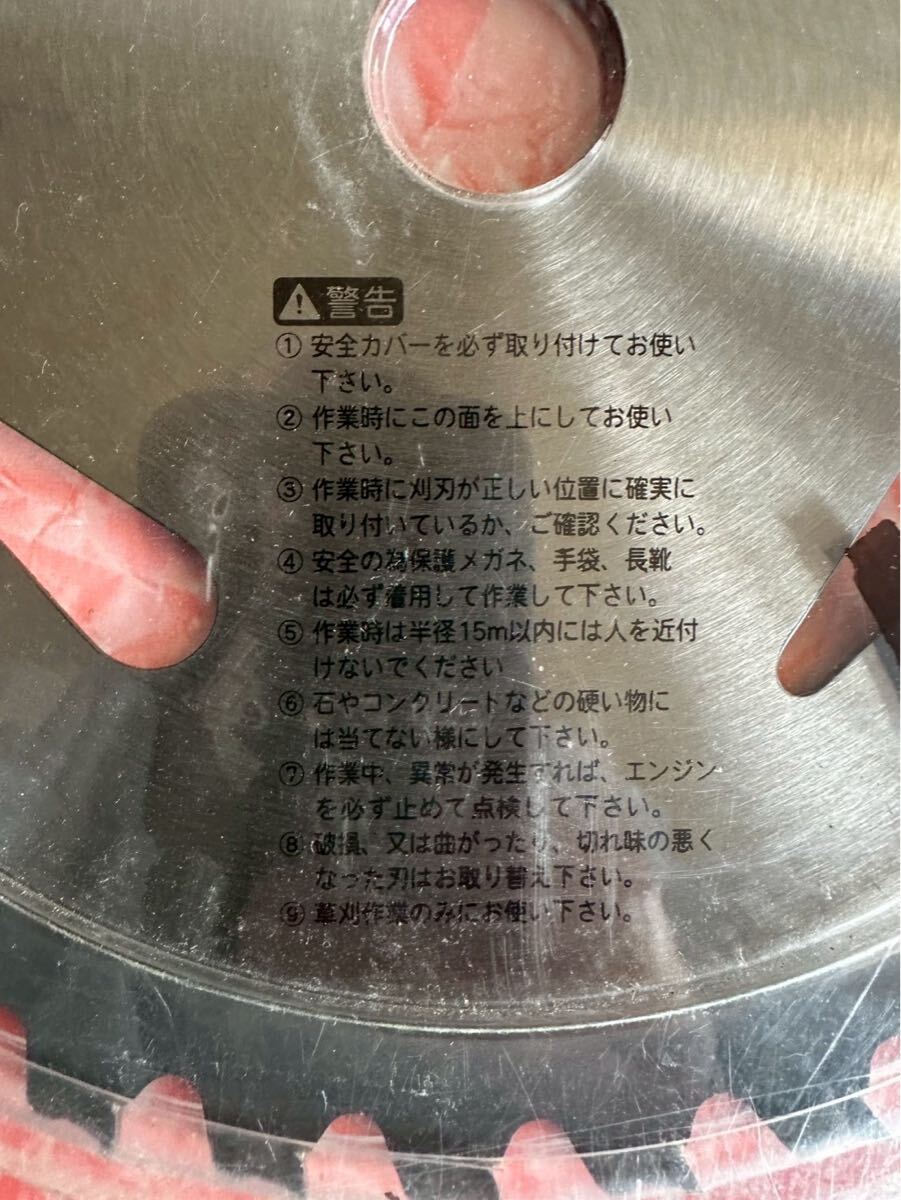 警告
① 安全カバーを必ず取り付けてお使い
下さい。
② 作業時にこの面を上にしてお使い
下さい。
③ 作業時に刈刃が正しい位置に確実に
取り付いているか、ご確認ください。
④ 安全の為保護メガネ、手袋、長靴
は必ず着用して作業して下さい。
⑤ 作業時は半径15m以内には人を近付
けないでください
⑥ 石やコンクリートなどの硬い物に
は当てない様にして下さい。
⑦ 作業中、異常が発生すれば、エンジン
を必ず止めて点検して下さい。
⑧ 破損、又は曲がったり、切れ味の悪く
なった刃はお取り替え下さい。
⑨ 草刈作業のみにお使い下さい。